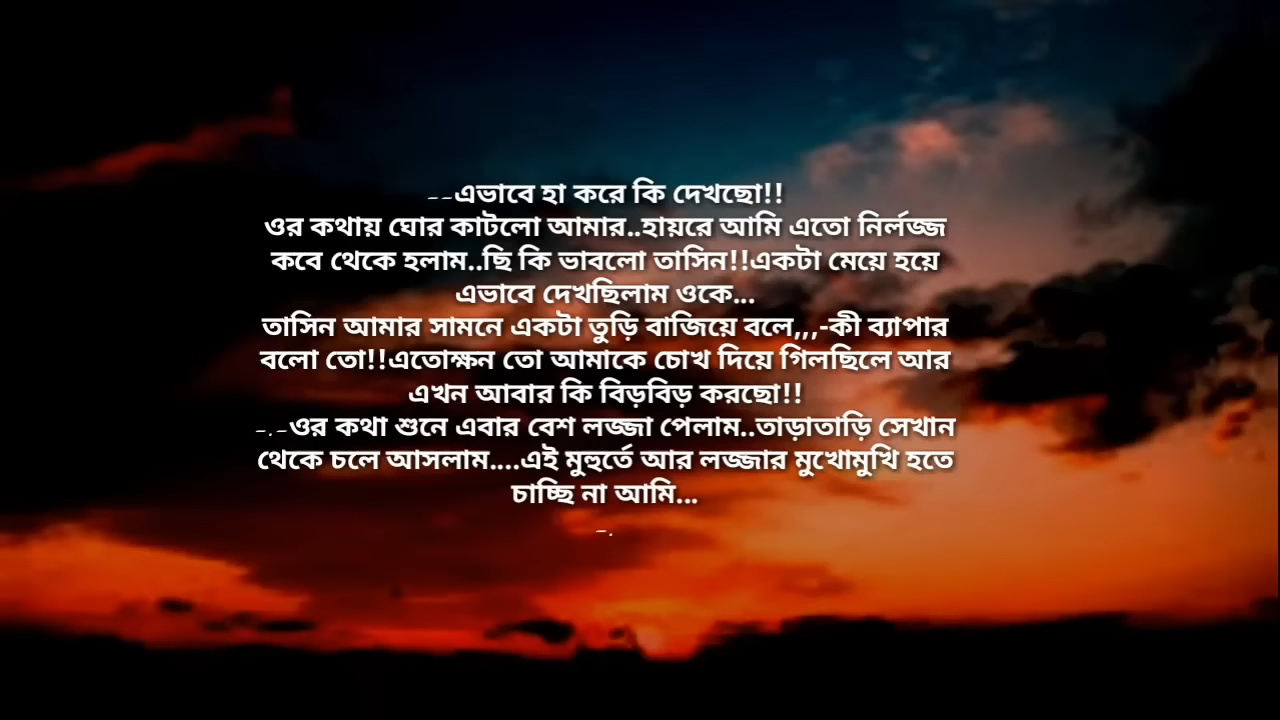 --এভাবে হা করে কি দেখছো!!
ওর কথায় ঘোর কাটলো আমার..হায়রে আমি এতো নির্লজ্জ
কবে থেকে হলাম..ছি কি ভাবলো তাসিন!!একটা মেয়ে হয়ে
এভাবে দেখছিলাম ওকে...
তাসিন আমার সামনে একটা তুড়ি বাজিয়ে বলে,,,-কী ব্যাপার
বলো তো!!এতোক্ষন তো আমাকে চোখ দিয়ে গিলছিলে আর
এখন আবার কি বিড়বিড় করছো!!
-.-ওর কথা শুনে এবার বেশ লজ্জা পেলাম..তাড়াতাড়ি সেখান
থেকে চলে আসলাম....এই মুহুর্তে আর লজ্জার মুখোমুখি হতে
চাচ্ছি না আমি...
-.